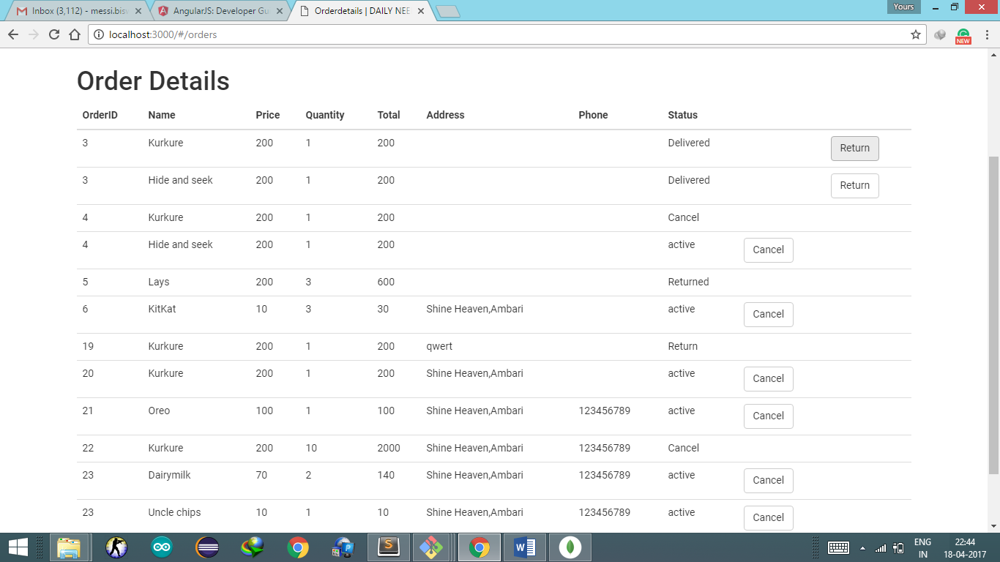 Yours
Inbox (3,112) - messi.bis
AngularJS: Developer Gu
Orderdetails | DAILY NEE
localhost:3000/#/orders
NEW
Order Details
OrderID Name Price Quantity Total Address Phone Status
3 Kurkure 200 1 200 Delivered Return
3 Hide and seek 200 1 200 Delivered Return
4 Kurkure 200 1 200 Cancel
4 Hide and seek 200 1 200 active Cancel
5 Lays 200 3 600 Returned
6 KitKat 10 3 30 Shine Heaven,Ambari active Cancel
19 Kurkure 200 1 200 qwert Return
20 Kurkure 200 1 200 Shine Heaven,Ambari active Cancel
21 Oreo 100 1 100 Shine Heaven,Ambari 123456789 active Cancel
22 Kurkure 200 10 2000 Shine Heaven,Ambari 123456789 Cancel
23 Dairymilk 70 2 140 Shine Heaven,Ambari 123456789 active Cancel
23 Uncle chips 10 1 10 Shine Heaven,Ambari 123456789 active Cancel
ENG 22:44
IN 18-04-2017